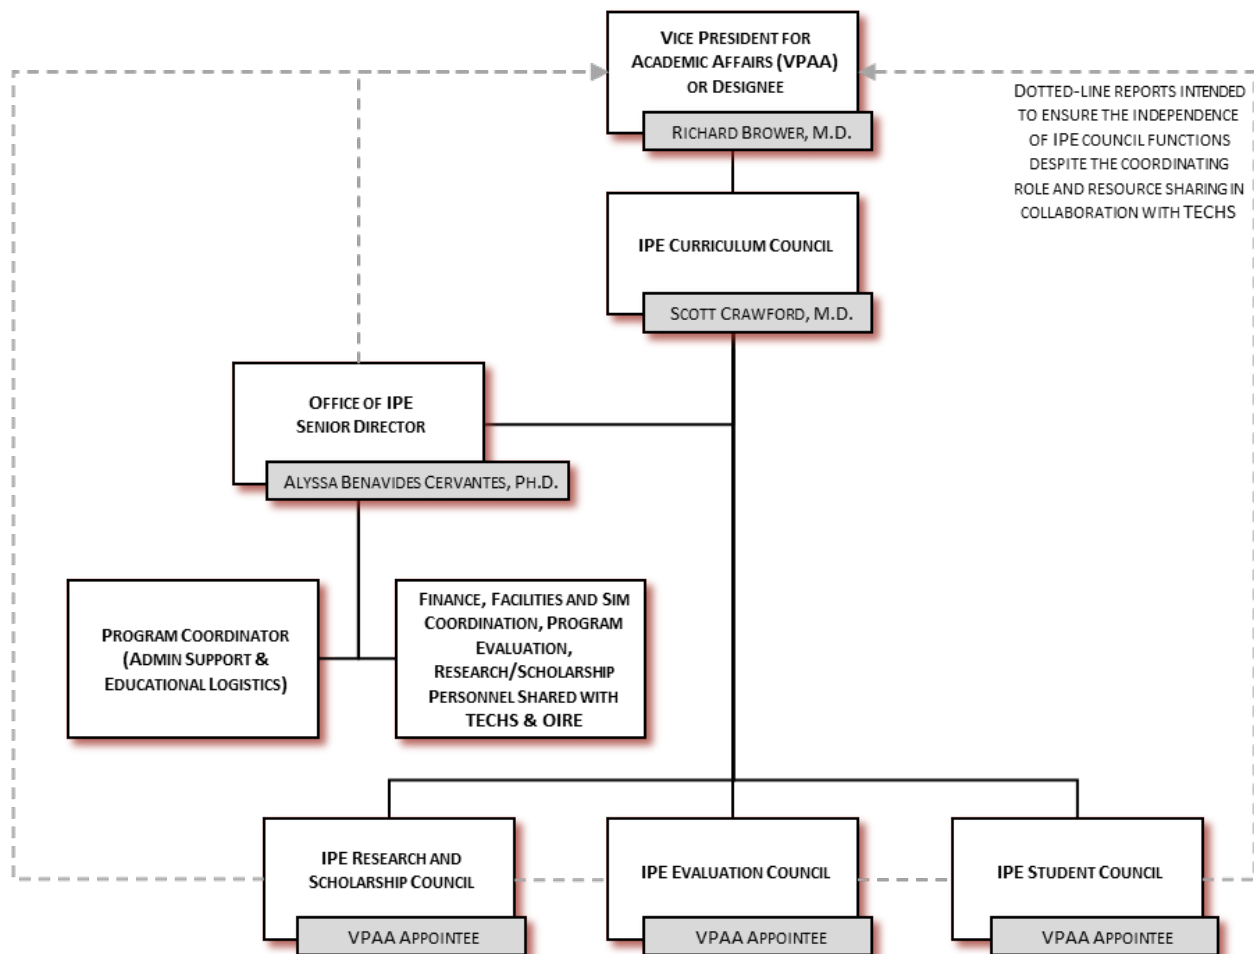 Vice President for
Academic Affairs (VPAA)
or Designee
Richard Brower, M.D.
Dotted-line reports intended
to ensure the independence
of IPE council functions
despite the coordinating
role and resource sharing in
collaboration with TECHS
IPE Curriculum Council
Scott Crawford, M.D.
Office of IPE
Senior Director
Alyssa Benavides Cervantes, Ph.D.
Program Coordinator
(Admin Support &
Educational Logistics)
Finance, Facilities and Sim
Coordination, Program
Evaluation,
Research/Scholarship
Personnel Shared with
TECHS & OIRE
IPE Research and
Scholarship Council
VPAA Appointee
IPE Evaluation Council
VPAA Appointee
IPE Student Council
VPAA Appointee